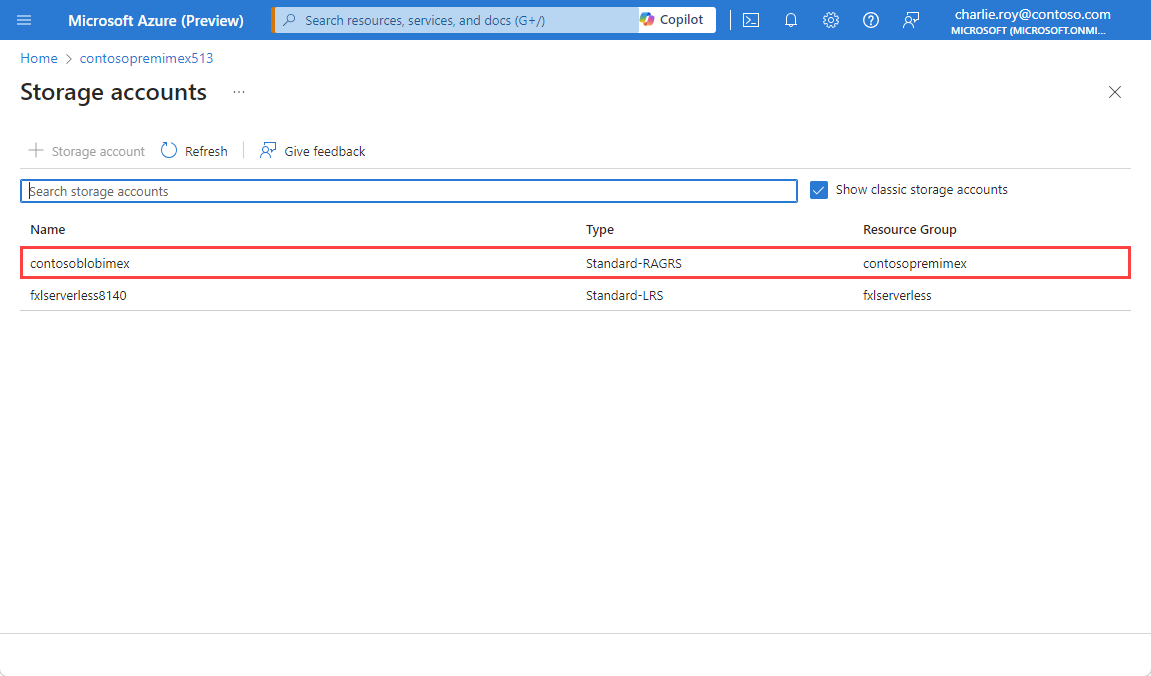 Microsoft Azure (Preview) Search resources, services, and docs (G+/) Copilot charlie.roy@contoso.com
MICROSOFT (MICROSOFT.ONMI...
Home > contosopremimex513
Storage accounts ...
+ Storage account Refresh Give feedback
Search storage accounts Show classic storage accounts
Name Type Resource Group
contosoblobimex Standard-RAGRS contosopremimex
fxlserverless8140 Standard-LRS fxlserverless